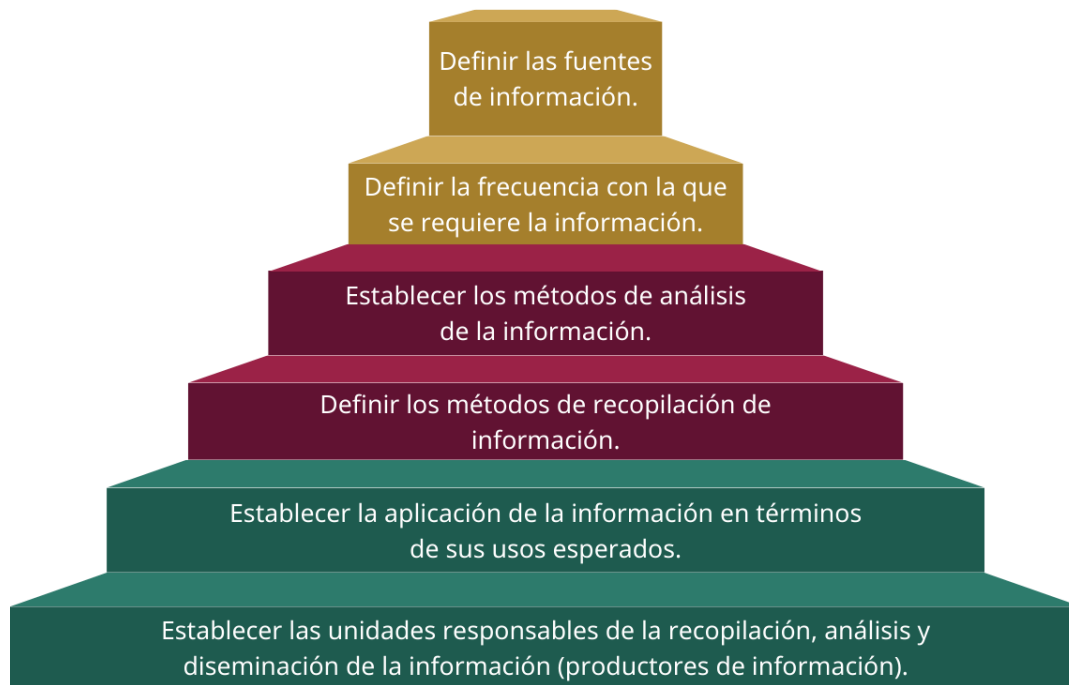 Definir las fuentes
de información.
Definir la frecuencia con la que
se requiere la información.
Establecer los métodos de análisis
de la información.
Definir los métodos de recopilación de
información.
Establecer la aplicación de la información en términos
de sus usos esperados.
Establecer las unidades responsables de la recopilación, análisis y
diseminación de la información (productores de información).